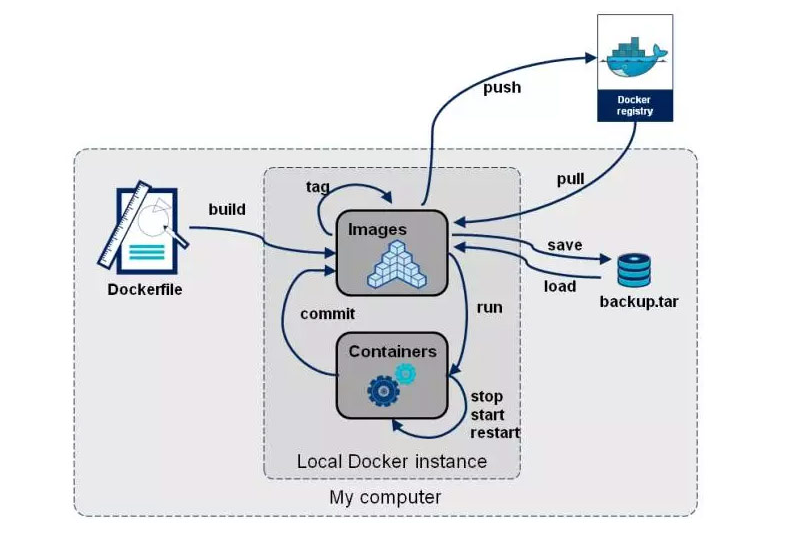 Docker
registry
push
pull
tag
build
Images
save
load
backup.tar
Dockerfile
commit
run
Containers
stop
start
restart
Local Docker instance
My computer